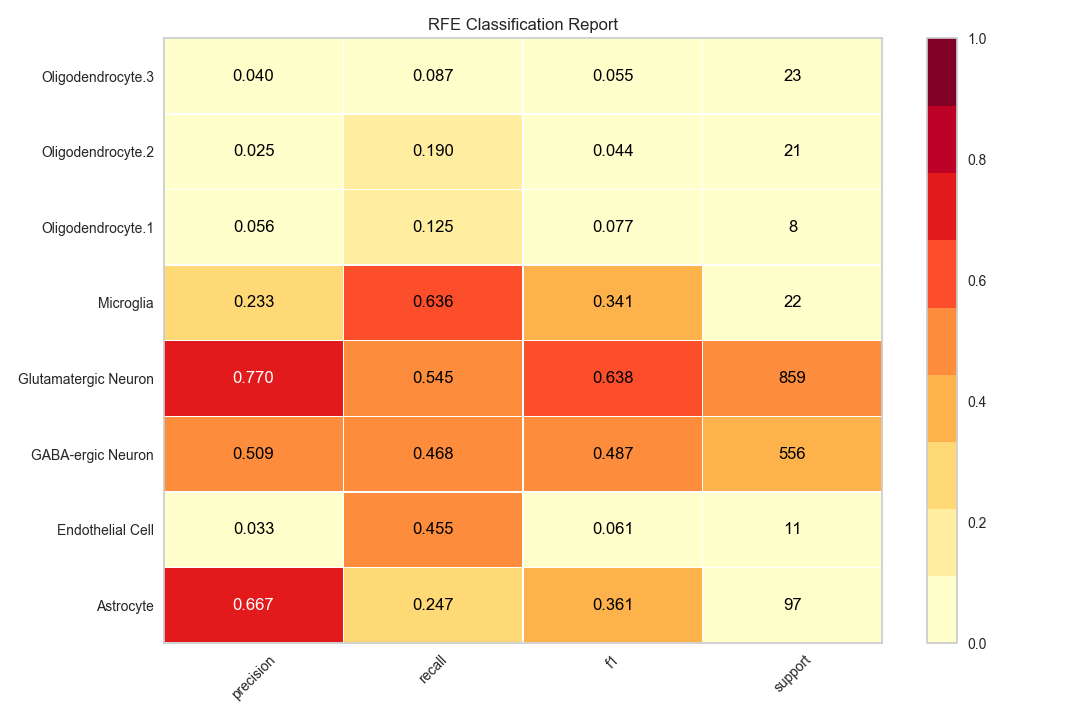 RFE Classification Report
Oligodendrocyte.3 0.040 0.087 0.055 23
Oligodendrocyte.2 0.025 0.190 0.044 21
Oligodendrocyte.1 0.056 0.125 0.077 8
Microglia 0.233 0.636 0.341 22
Glutamatergic Neuron 0.770 0.545 0.638 859
GABA-ergic Neuron 0.509 0.468 0.487 556
Endothelial Cell 0.033 0.455 0.061 11
Astrocyte 0.667 0.247 0.361 97
precision recall f1 support
1.0
0.8
0.6
0.4
0.2
0.0